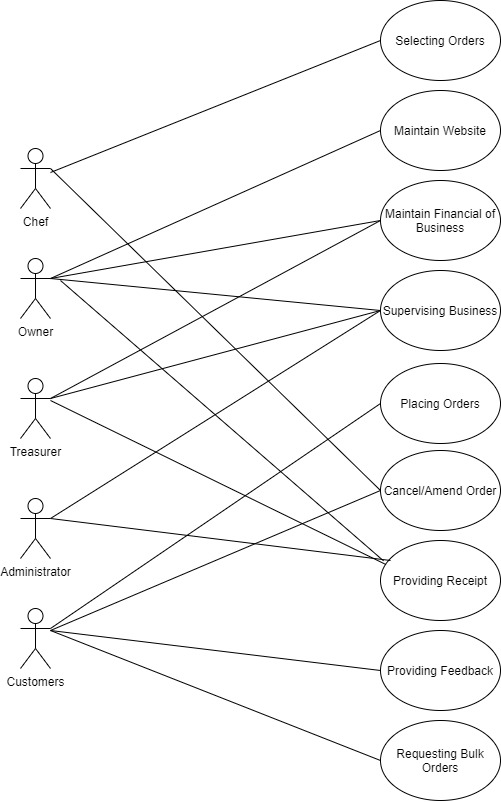 Selecting Orders
Maintain Website
Chef
Maintain Financial of
Business
Owner
Supervising Business
Placing Orders
Treasurer
Cancel/Amend Order
Administrator
Providing Receipt
Customers
Providing Feedback
Requesting Bulk
Orders